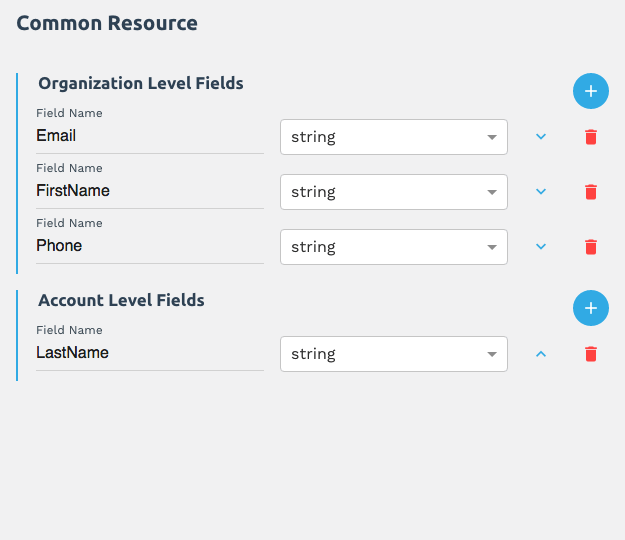 Common Resource
Organization Level Fields
Field Name
Email
string
Field Name
FirstName
string
Field Name
Phone
string
Account Level Fields
Field Name
LastName
string